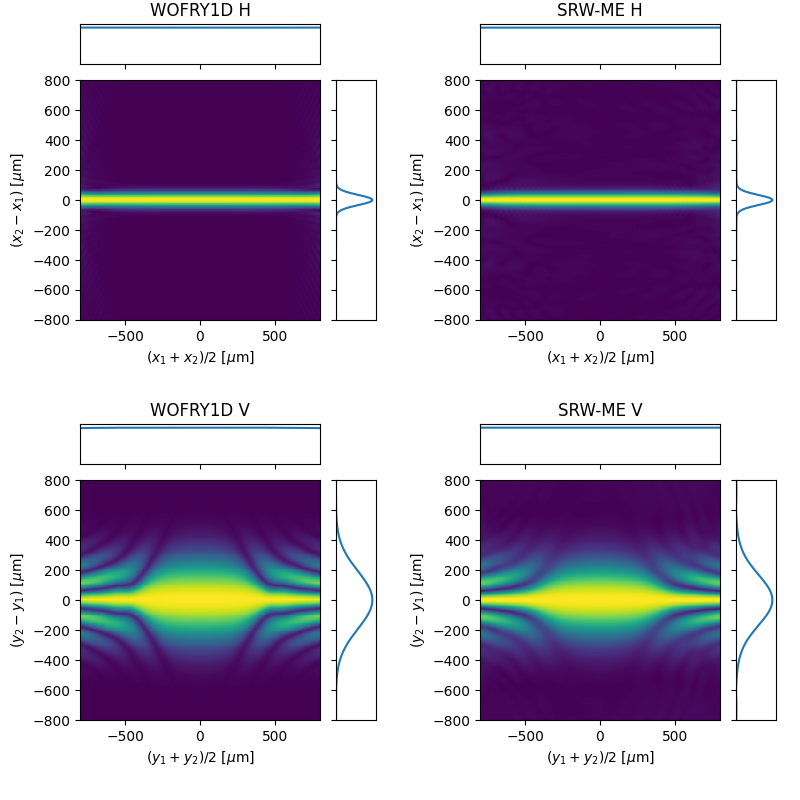 WOFRY1D H
SRW-ME H
800
600
400
200
0
−200
−400
−600
−800
(x₂ − x₁) [μm]
−500 0 500
(x₁ + x₂)/2 [μm]
800
600
400
200
0
−200
−400
−600
−800
(x₂ − x₁) [μm]
−500 0 500
(x₁ + x₂)/2 [μm]
WOFRY1D V
SRW-ME V
800
600
400
200
0
−200
−400
−600
−800
(y₂ − y₁) [μm]
−500 0 500
(y₁ + y₂)/2 [μm]
800
600
400
200
0
−200
−400
−600
−800
(y₂ − y₁) [μm]
−500 0 500
(y₁ + y₂)/2 [μm]